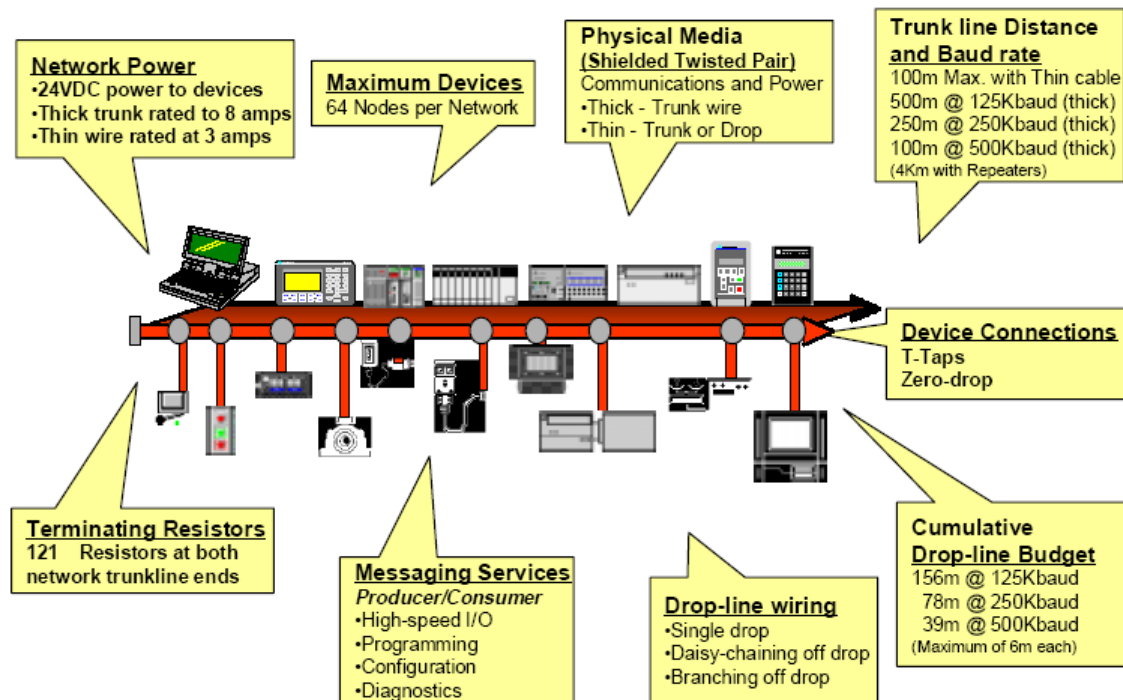 Network Power
•24VDC power to devices
•Thick trunk rated to 8 amps
•Thin wire rated at 3 amps
Maximum Devices
64 Nodes per Network
Physical Media
(Shielded Twisted Pair)
Communications and Power
•Thick - Trunk wire
•Thin - Trunk or Drop
Trunk line Distance
and Baud rate
100m Max. with Thin cable
500m @ 125Kbaud (thick)
250m @ 250Kbaud (thick)
100m @ 500Kbaud (thick)
(4Km with Repeaters)
Device Connections
T-Taps
Zero-drop
Terminating Resistors
121 Resistors at both
network trunkline ends
Messaging Services
Producer/Consumer
•High-speed I/O
•Programming
•Configuration
•Diagnostics
Drop-line wiring
•Single drop
•Daisy-chaining off drop
•Branching off drop
Cumulative
Drop-line Budget
156m @ 125Kbaud
78m @ 250Kbaud
39m @ 500Kbaud
(Maximum of 6m each)